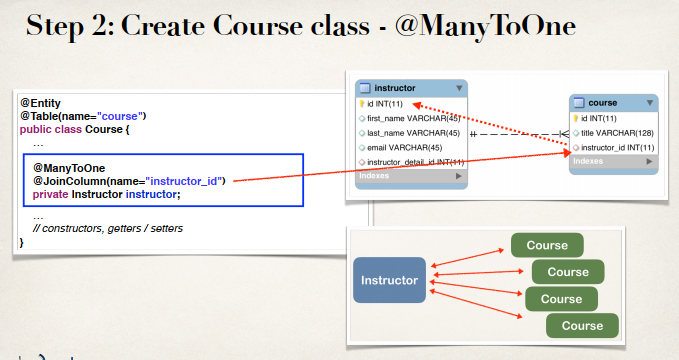 Step 2: Create Course class - @ManyToOne
@Entity
@Table(name="course")
public class Course {
…
@ManyToOne
@JoinColumn(name="instructor_id")
private Instructor instructor;
…
// constructors, getters / setters
}
instructor
id INT(11)
first_name VARCHAR(45)
last_name VARCHAR(45)
email VARCHAR(45)
instructor_detail_id INT(11)
Indexes
course
id INT(11)
title VARCHAR(128)
instructor_id INT(11)
Indexes
Instructor
Course
Course
Course
Course